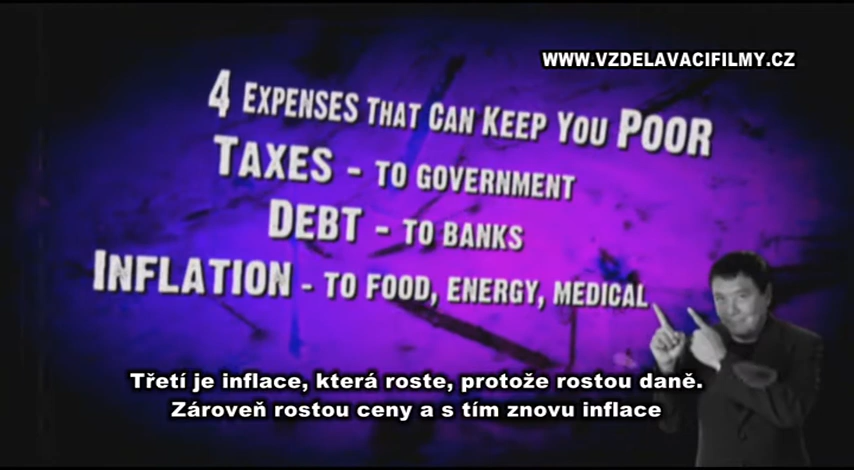 WWW.VZDELAVACIFILMY.CZ
4 EXPENSES THAT CAN KEEP YOU POOR
TAXES - TO GOVERNMENT
DEBT - TO BANKS
INFLATION - TO FOOD, ENERGY, MEDICAL
Třetí je inflace, která roste, protože rostou daně.
Zároveň rostou ceny a s tím znovu inflace